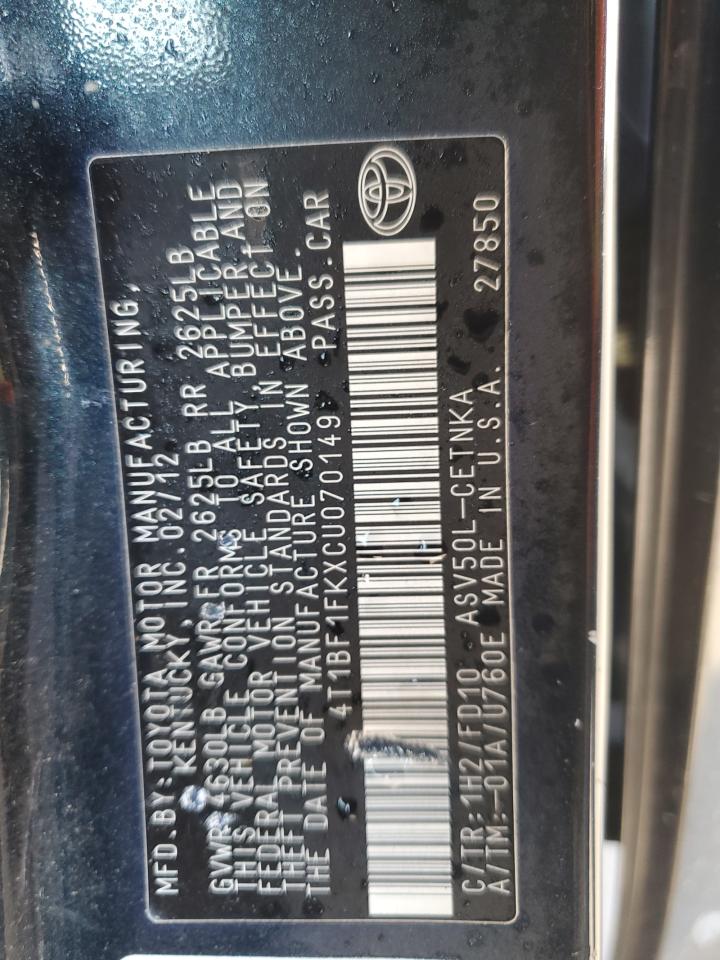 MFD.BY:TOYOTA MOTOR MANUFACTURING,
KENTUCKY, INC. 02/12
GVWR 4630LB GAWR FR 2625LB RR 2625LB
THIS VEHICLE CONFORMS TO ALL APPLICABLE
FEDERAL MOTOR VEHICLE SAFETY, BUMPER, AND
THEFT PREVENTION STANDARDS IN EFFECT ON
THE DATE OF MANUFACTURE SHOWN ABOVE.
4T1BF1FKXCU070149 PASS.CAR
C/TR:1H2/FD10 ASV50L-CETNKA
A/TM:-01A/U760E MADE IN U.S.A. 27850